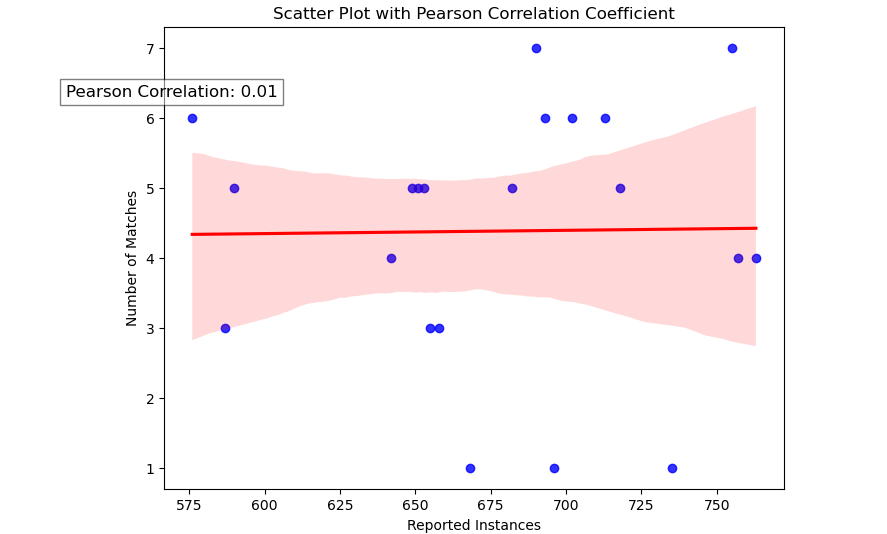 Scatter Plot with Pearson Correlation Coefficient
Pearson Correlation: 0.01
7
6
5
4
3
2
1
Number of Matches
575 600 625 650 675 700 725 750
Reported Instances